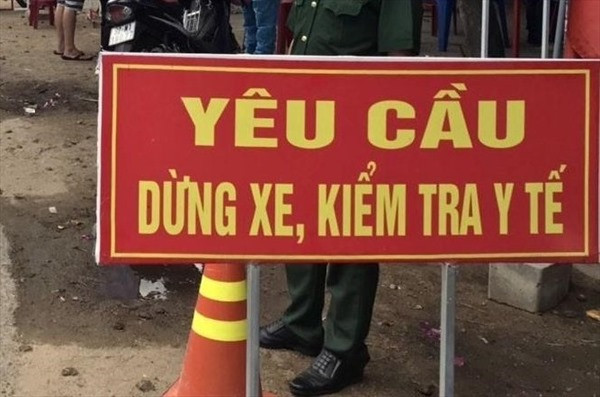 YÊU CẦU
DỪNG XE, KIỂM TRA Y TẾ